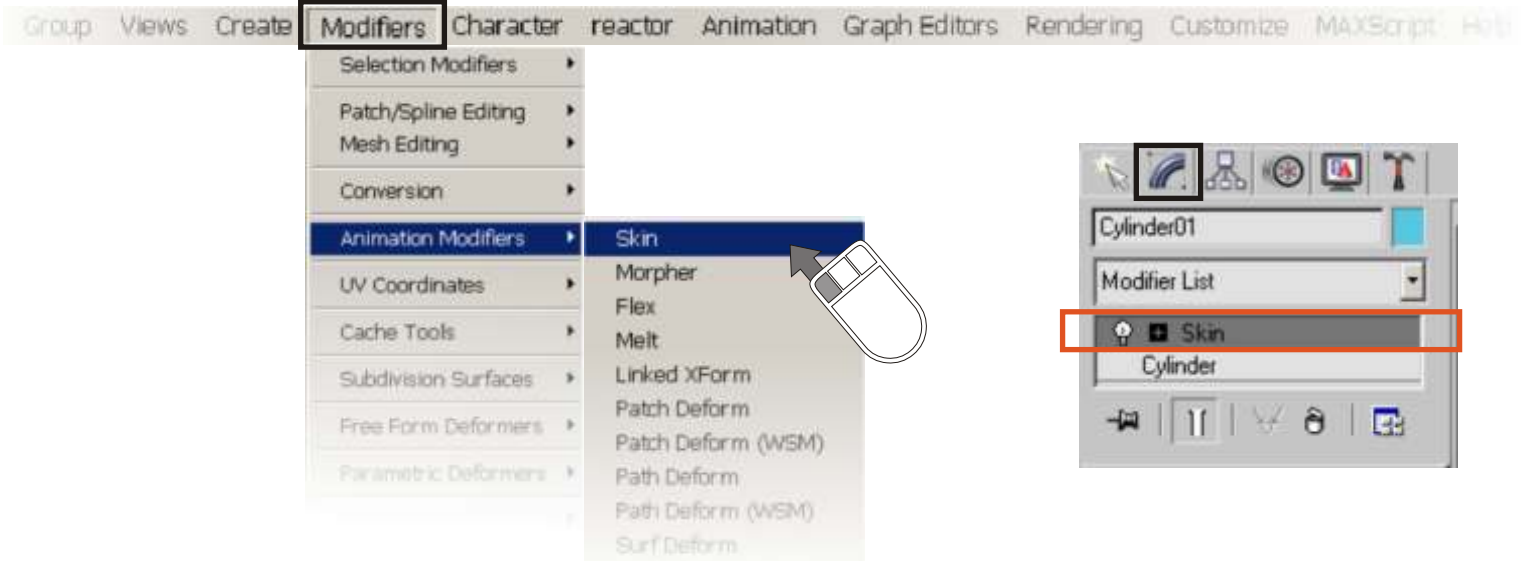 Group Views Create Modifiers Character reactor Animation Graph Editors Rendering Customize MAXScript Help
Selection Modifiers
Patch/Spline Editing
Mesh Editing
Conversion
Animation Modifiers
UV Coordinates
Cache Tools
Subdivision Surfaces
Free Form Deformers
Parametric Deformers
Skin
Morpher
Flex
Melt
Linked XForm
Patch Deform
Patch Deform (WSM)
Path Deform
Path Deform (WSM)
Surf Deform
Cylinder01
Modifier List
Skin
Cylinder